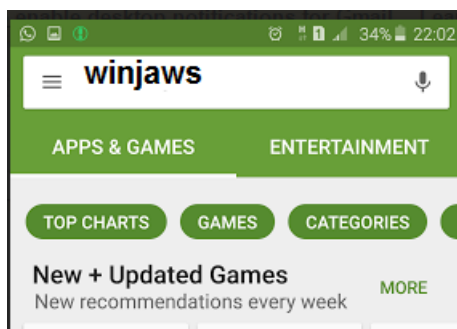 34% 22:02
winjaws
APPS & GAMES ENTERTAINMENT
TOP CHARTS GAMES CATEGORIES
New + Updated Games
New recommendations every week
MORE